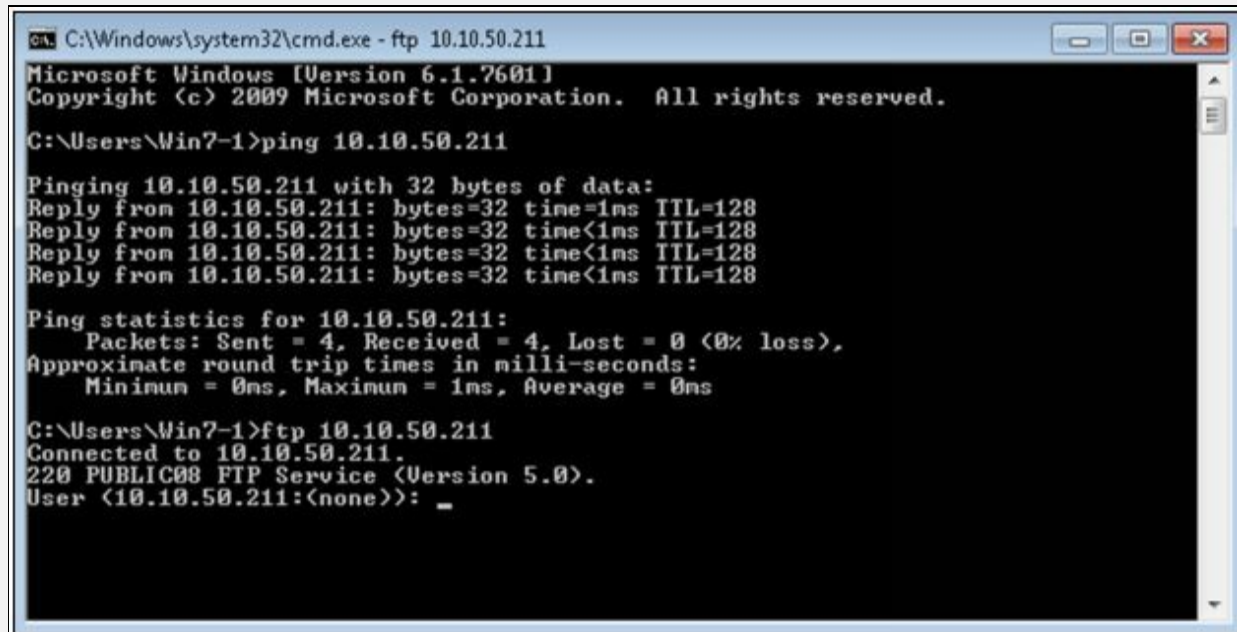 C:\Windows\system32\cmd.exe - ftp 10.10.50.211
Microsoft Windows [Version 6.1.7601]
Copyright (c) 2009 Microsoft Corporation.  All rights reserved.
C:\Users\Win7-1>ping 10.10.50.211
Pinging 10.10.50.211 with 32 bytes of data:
Reply from 10.10.50.211: bytes=32 time=1ms TTL=128
Reply from 10.10.50.211: bytes=32 time<1ms TTL=128
Reply from 10.10.50.211: bytes=32 time<1ms TTL=128
Reply from 10.10.50.211: bytes=32 time<1ms TTL=128
Ping statistics for 10.10.50.211:
    Packets: Sent = 4, Received = 4, Lost = 0 (0% loss),
Approximate round trip times in milli-seconds:
    Minimum = 0ms, Maximum = 1ms, Average = 0ms
C:\Users\Win7-1>ftp 10.10.50.211
Connected to 10.10.50.211.
220 PUBLIC08 FTP Service (Version 5.0).
User (10.10.50.211:(none)): _